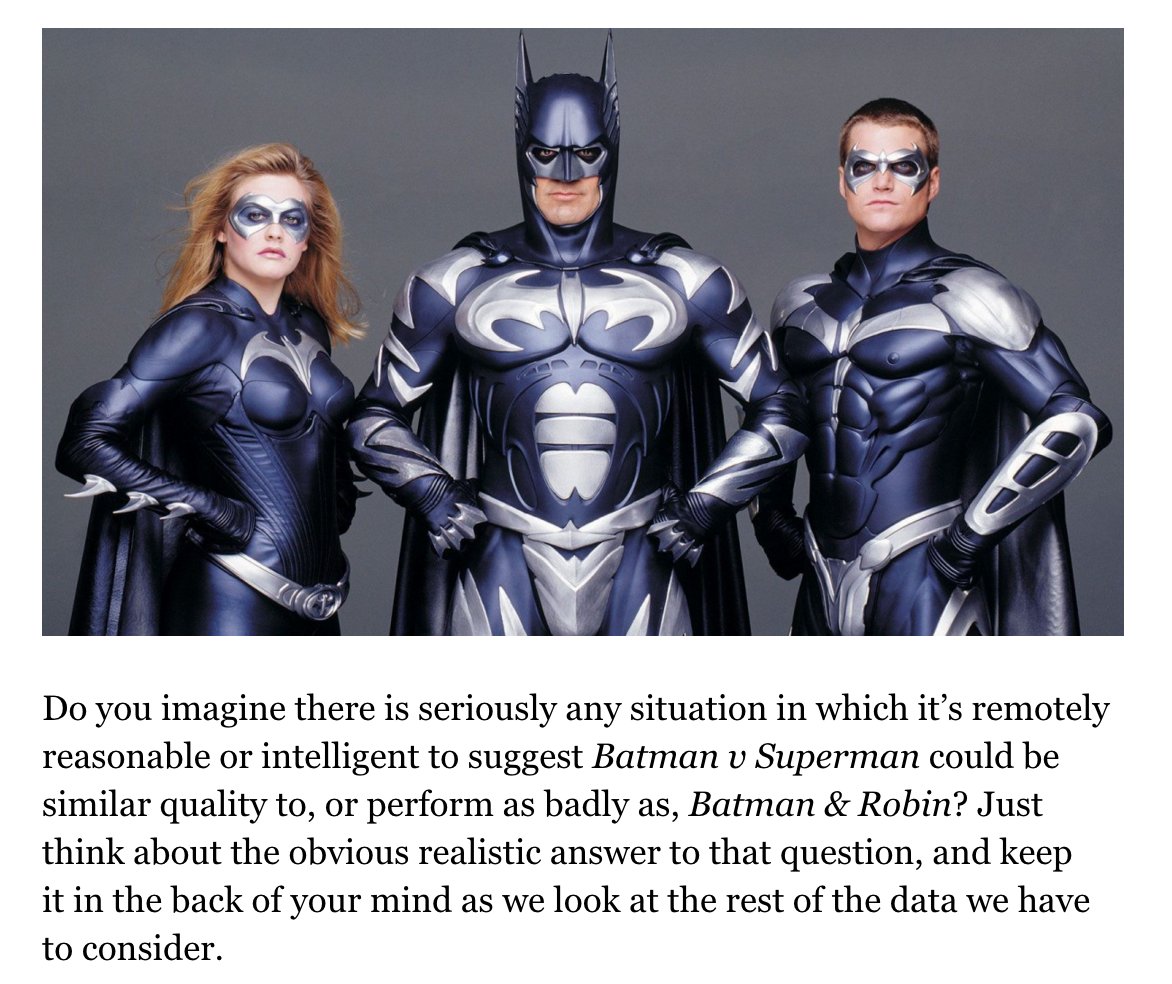 Do you imagine there is seriously any situation in which it’s remotely
reasonable or intelligent to suggest Batman v Superman could be
similar quality to, or perform as badly as, Batman & Robin? Just
think about the obvious realistic answer to that question, and keep
it in the back of your mind as we look at the rest of the data we have
to consider.